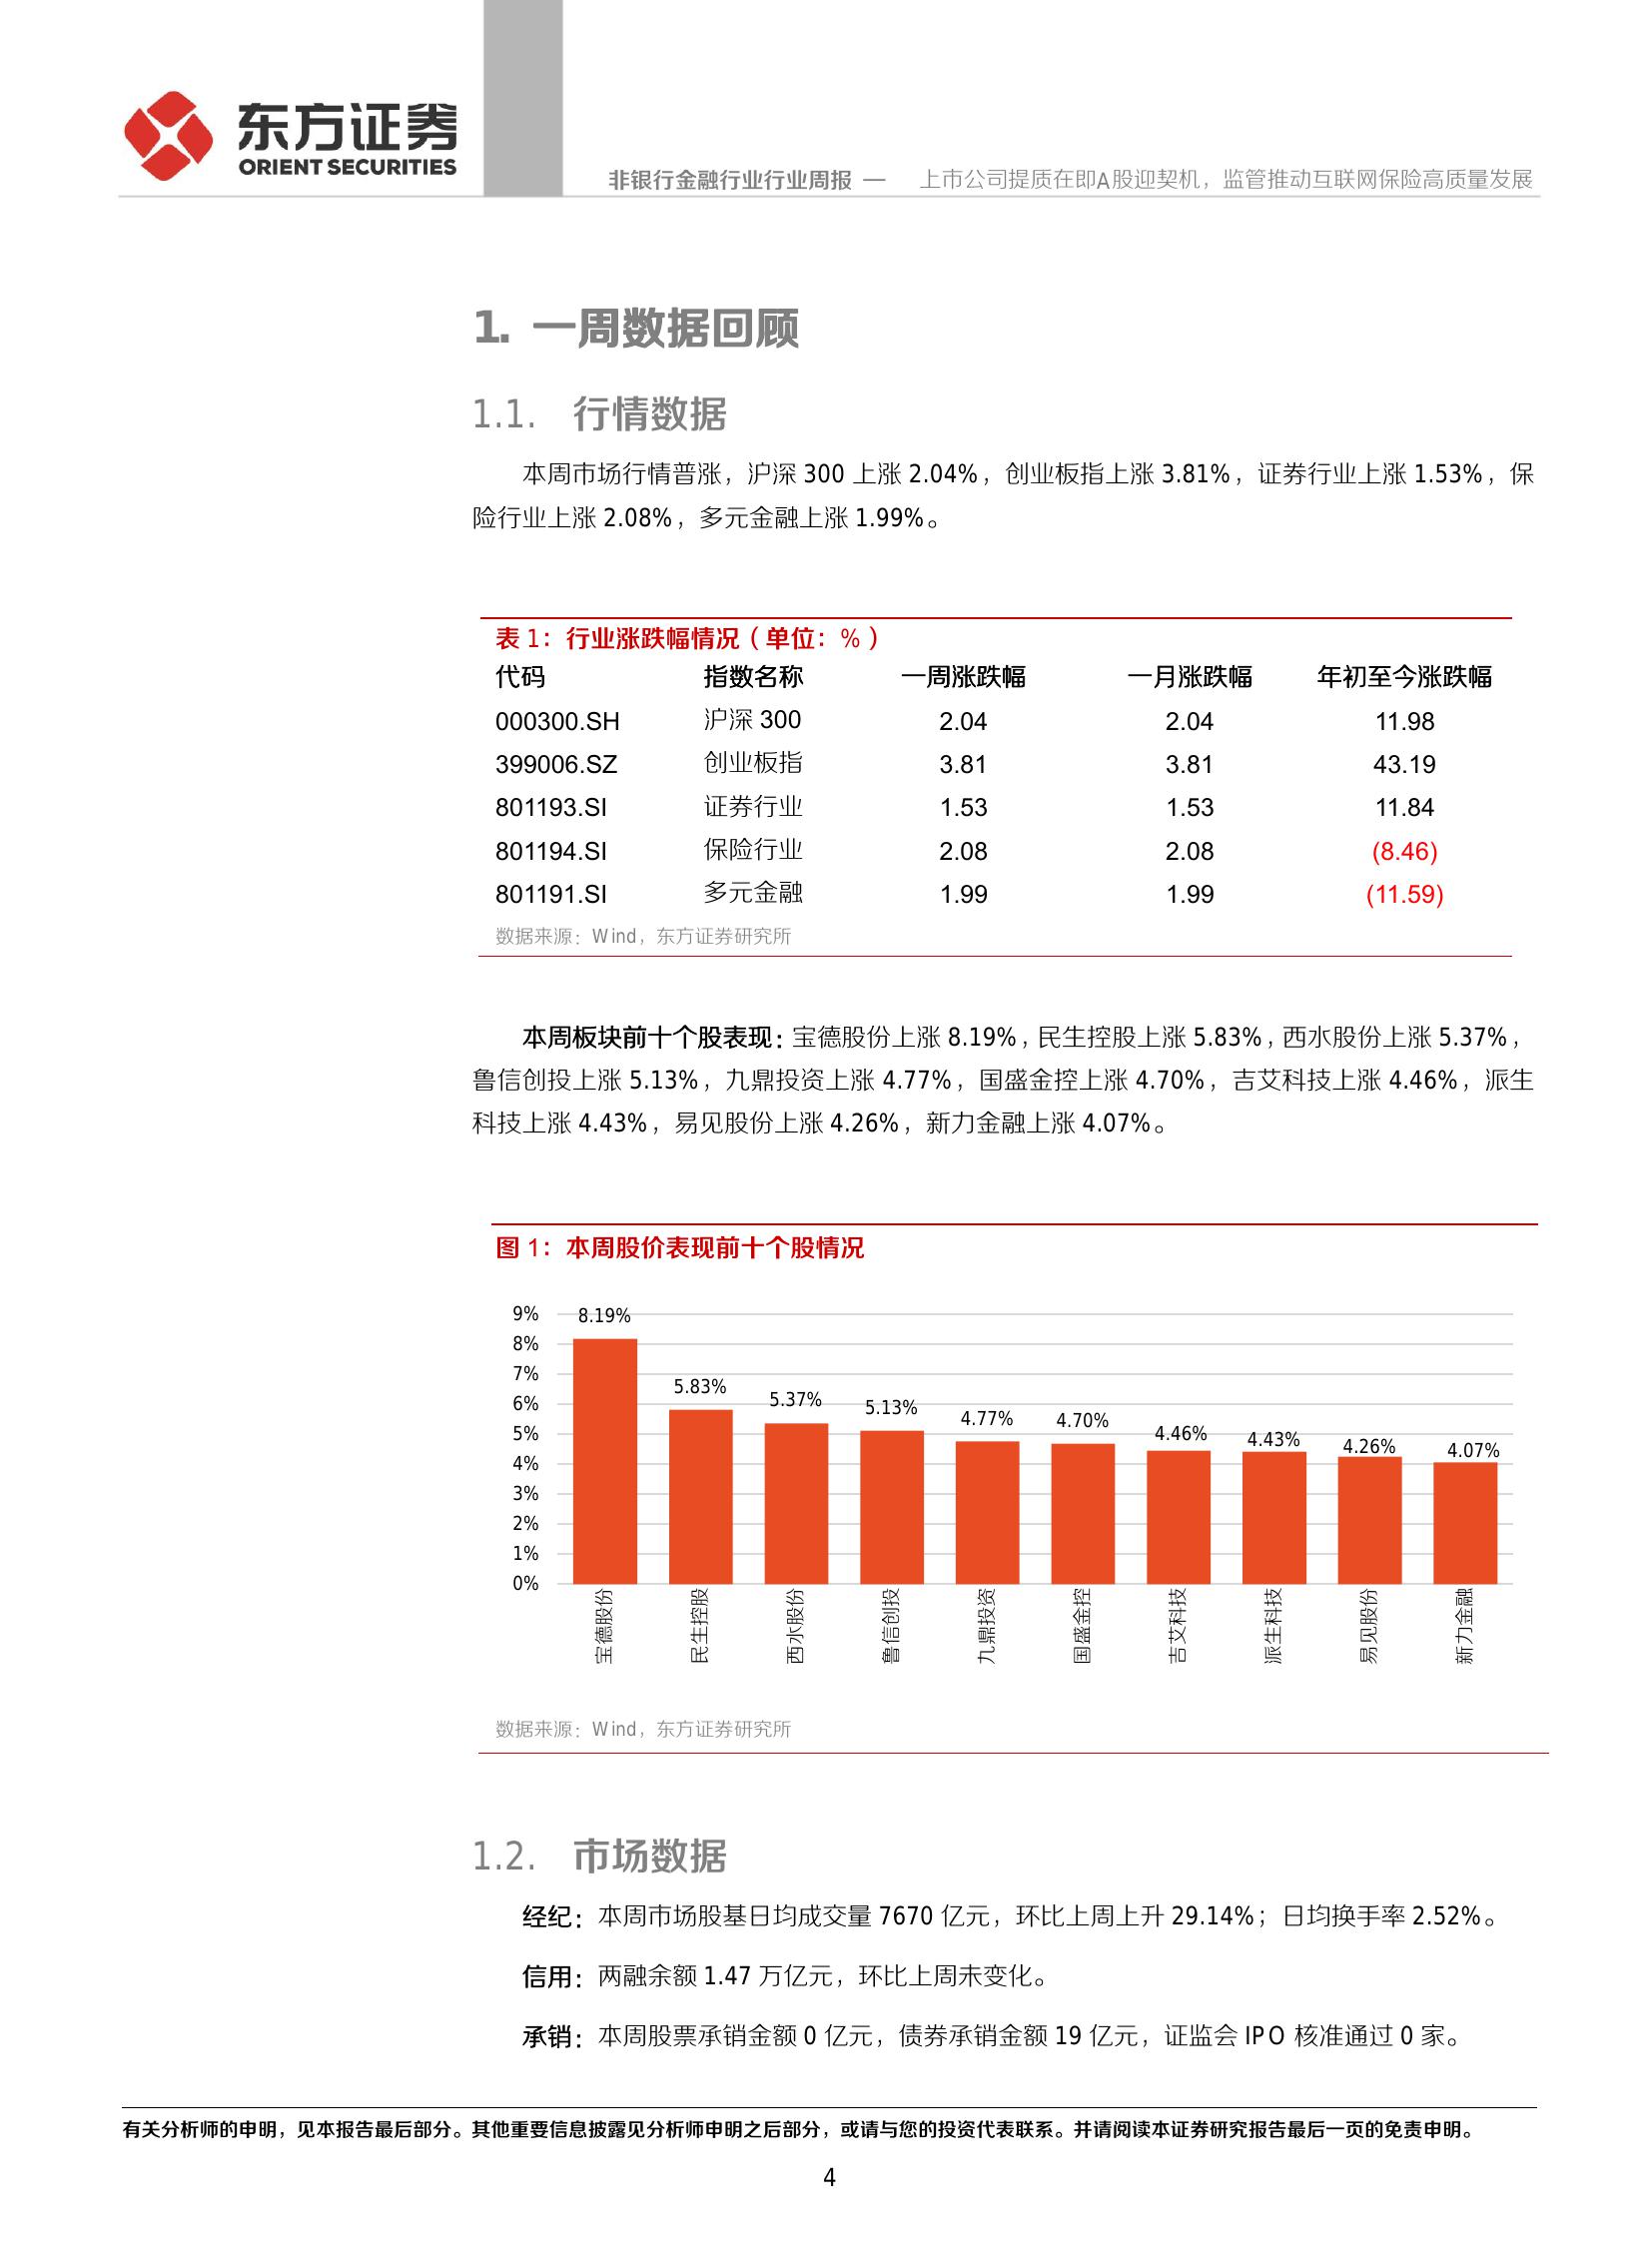 东方证券
ORIENT SECURITIES
非银行金融行业行业周报 — 上市公司提质在即A股迎契机，监管推动互联网保险高质量发展
1. 一周数据回顾
1.1. 行情数据
本周市场行情普涨，沪深 300 上涨 2.04%，创业板指上涨 3.81%，证券行业上涨 1.53%，保
险行业上涨 2.08%，多元金融上涨 1.99%。
表 1：行业涨跌幅情况（单位：%）
代码 指数名称 一周涨跌幅 一月涨跌幅 年初至今涨跌幅
000300.SH 沪深 300 2.04 2.04 11.98
399006.SZ 创业板指 3.81 3.81 43.19
801193.SI 证券行业 1.53 1.53 11.84
801194.SI 保险行业 2.08 2.08 (8.46)
801191.SI 多元金融 1.99 1.99 (11.59)
数据来源：Wind，东方证券研究所
本周板块前十个股表现：宝德股份上涨 8.19%，民生控股上涨 5.83%，西水股份上涨 5.37%，
鲁信创投上涨 5.13%，九鼎投资上涨 4.77%，国盛金控上涨 4.70%，吉艾科技上涨 4.46%，派生
科技上涨 4.43%，易见股份上涨 4.26%，新力金融上涨 4.07%。
图 1：本周股价表现前十个股情况
9%
8%
7%
6%
5%
4%
3%
2%
1%
0%
8.19%
5.83%
5.37%
5.13%
4.77%
4.70%
4.46%
4.43%
4.26%
4.07%
宝德股份
民生控股
西水股份
鲁信创投
九鼎投资
国盛金控
吉艾科技
派生科技
易见股份
新力金融
数据来源：Wind，东方证券研究所
1.2. 市场数据
经纪：本周市场股基日均成交量 7670 亿元，环比上周上升 29.14%；日均换手率 2.52%。
信用：两融余额 1.47 万亿元，环比上周未变化。
承销：本周股票承销金额 0 亿元，债券承销金额 19 亿元，证监会 IPO 核准通过 0 家。
有关分析师的申明，见本报告最后部分。其他重要信息披露见分析师申明之后部分，或请与您的投资代表联系。并请阅读本证券研究报告最后一页的免责申明。
4